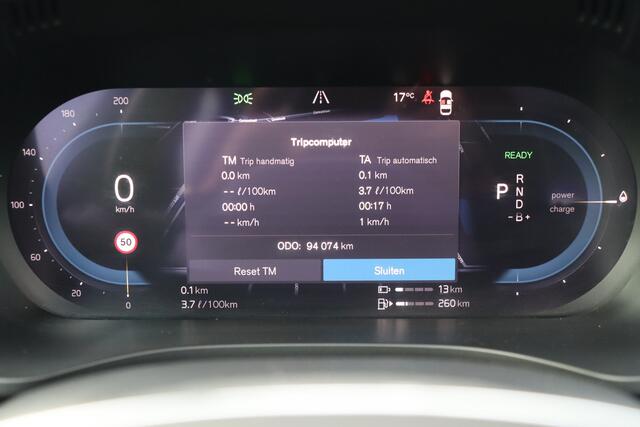 200
180
140
100
60
20
0
0
km/h
50
17°C
Tripcomputer
TM Trip handmatig
0.0 km
-- ℓ/100km
00:00 h
-- km/h
TA Trip automatisch
0.1 km
3.7 ℓ/100km
00:17 h
1 km/h
ODO: 94 074 km
Reset TM
Sluiten
READY
P
R
N
D
-B+
power
charge
0.1 km
3.7 ℓ/100km
13 km
260 km